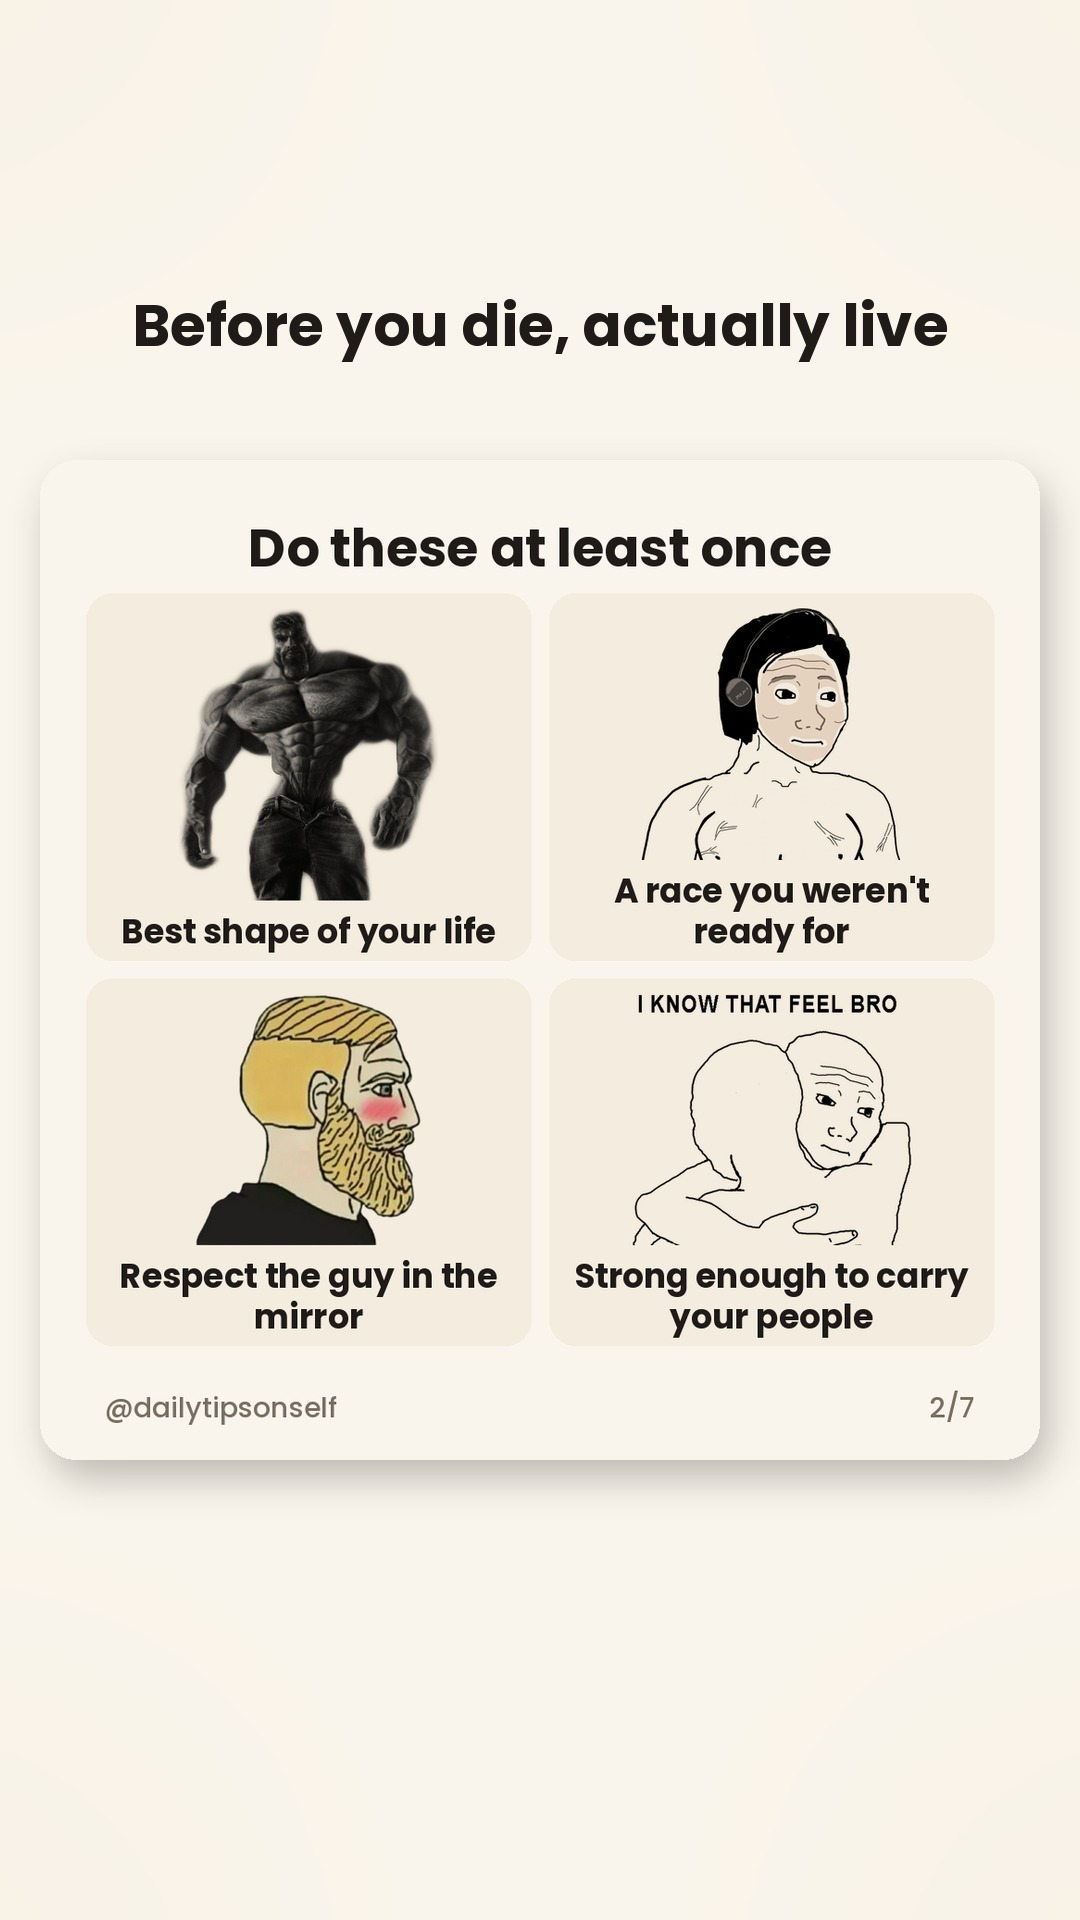 Before you die, actually live
Do these at least once
Best shape of your life
A race you weren't
ready for
I KNOW THAT FEEL BRO
Respect the guy in the
mirror
Strong enough to carry
your people
@dailytipsonself
2/7